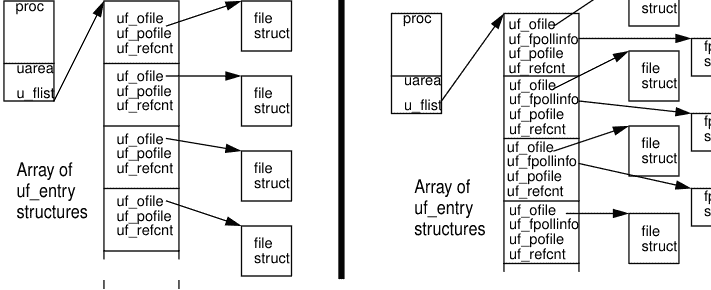 proc
uarea
u_flist
uf_ofile
uf_pofile
uf_refcnt
uf_ofile
uf_pofile
uf_refcnt
uf_ofile
uf_pofile
uf_refcnt
uf_ofile
uf_pofile
uf_refcnt
file
struct
file
struct
file
struct
file
struct
Array of
uf_entry
structures
proc
uarea
u_flist
uf_ofile
uf_fpollinfo
uf_pofile
uf_refcnt
uf_ofile
uf_fpollinfo
uf_pofile
uf_refcnt
uf_ofile
uf_fpollinfo
uf_pofile
uf_refcnt
uf_ofile
uf_fpollinfo
uf_pofile
uf_refcnt
struct
file
struct
file
struct
file
struct
Array of
uf_entry
structures